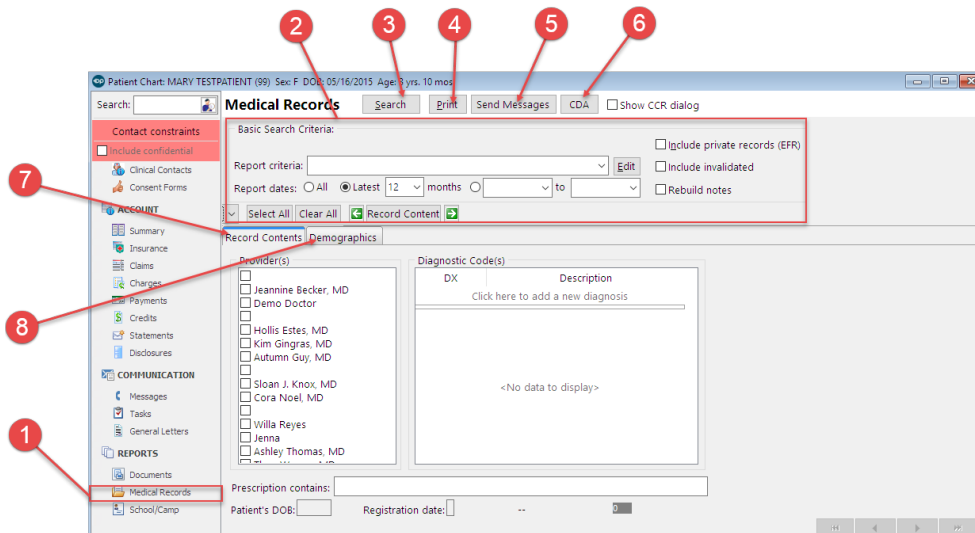 2
3
4
5
6
Patient Chart: MARY TESTPATIENT (99) Sex: F DOB: 05/16/2015 Age: 3 yrs. 10 mos
Search:
Medical Records
Search
Print
Send Messages
CDA
Show CCR dialog
Contact constraints
Include confidential
Clinical Contacts
Consent Forms
ACCOUNT
Summary
Insurance
Claims
Charges
Payments
Credits
Statements
Disclosures
COMMUNICATION
Messages
Tasks
General Letters
REPORTS
Documents
Medical Records
School/Camp
7
8
1
Basic Search Criteria:
Include private records (EFR)
Report criteria:
Edit
Include invalidated
Report dates:
All
Latest
12
months
to
Rebuild notes
Select All
Clear All
Record Content
Record Contents
Demographics
Provider(s)
Jeannine Becker, MD
Demo Doctor
Hollis Estes, MD
Kim Gingras, MD
Autumn Guy, MD
Sloan J. Knox, MD
Cora Noel, MD
Willa Reyes
Jenna
Ashley Thomas, MD
Diagnostic Code(s)
DX
Description
Click here to add a new diagnosis
<No data to display>
Prescription contains:
Patient's DOB:
Registration date:
--
0